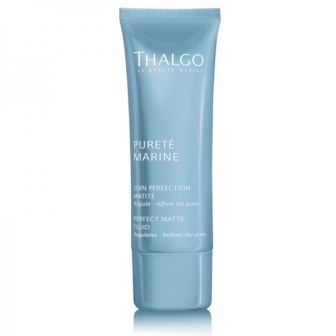 THALGO
LA BEAUTÉ MARINE
PURETÉ
MARINE
SOIN PERFECTION
MATITÉ
Régule - Affine les pores
PERFECT MATTE
FLUID
Regulates - Refines the pores